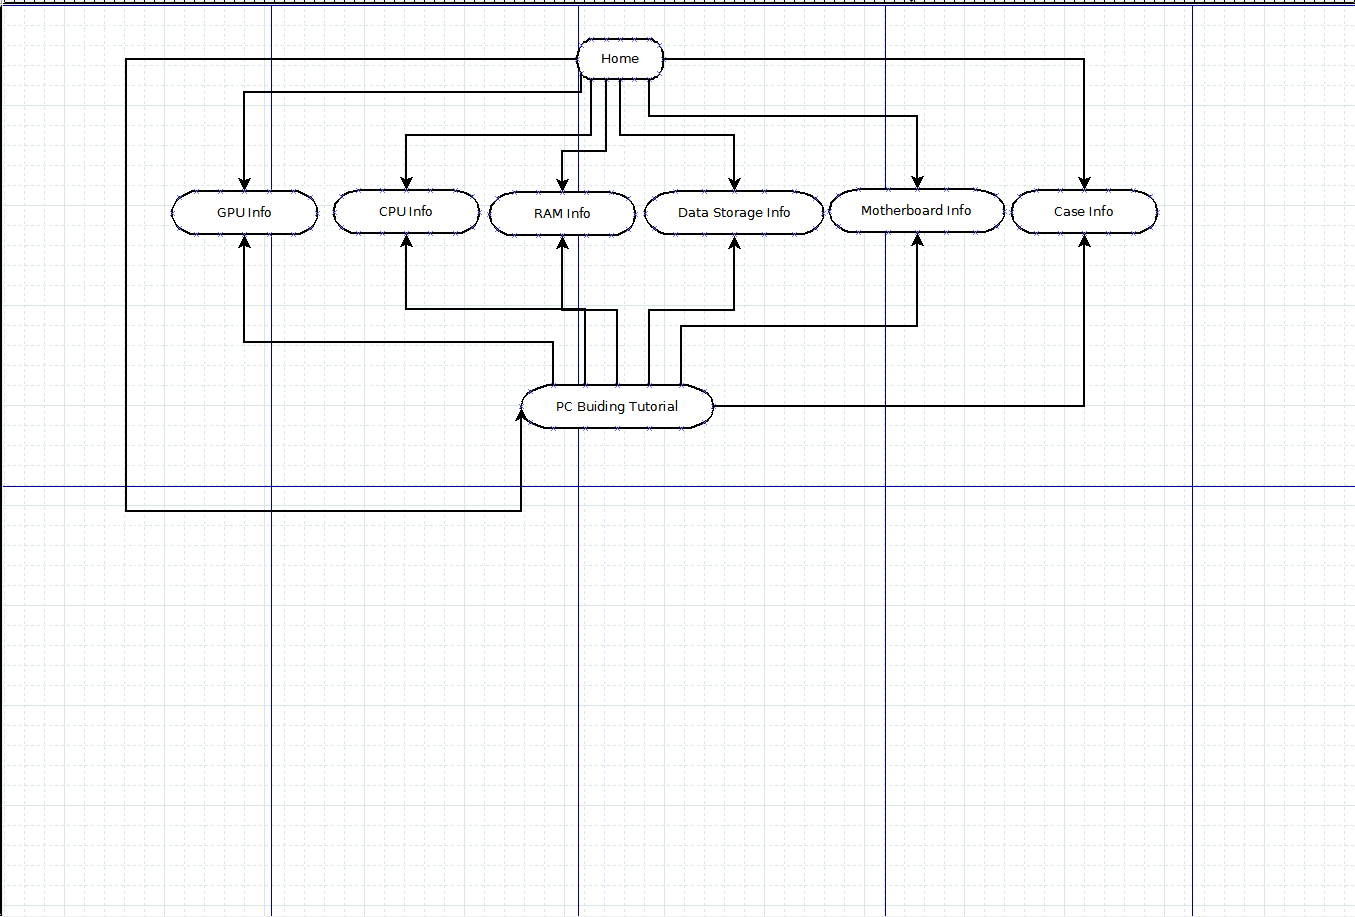 Home
GPU Info
CPU Info
RAM Info
Data Storage Info
Motherboard Info
Case Info
PC Buiding Tutorial